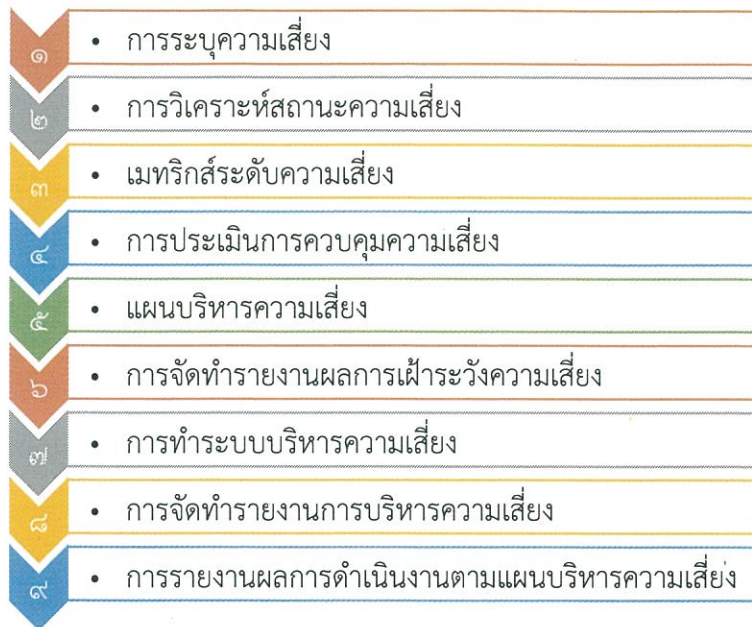 ๑ • การระบุความเสี่ยง
๒ • การวิเคราะห์สถานะความเสี่ยง
๓ • เมทริกส์ระดับความเสี่ยง
๔ • การประเมินการควบคุมความเสี่ยง
๕ • แผนบริหารความเสี่ยง
๖ • การจัดทำรายงานผลการเฝ้าระวังความเสี่ยง
๗ • การทำระบบบริหารความเสี่ยง
๘ • การจัดทำรายงานการบริหารความเสี่ยง
๙ • การรายงานผลการดำเนินงานตามแผนบริหารความเสี่ยง